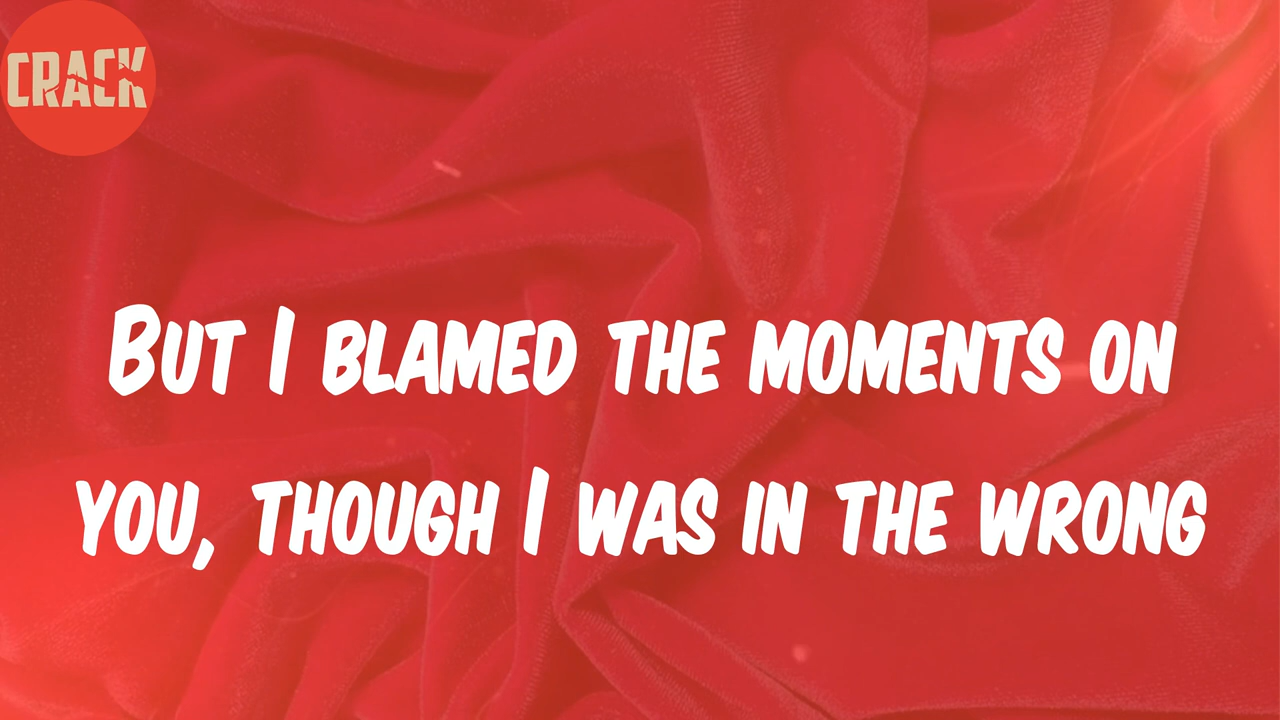 CRACK
BUT I BLAMED THE MOMENTS ON
YOU, THOUGH I WAS IN THE WRONG